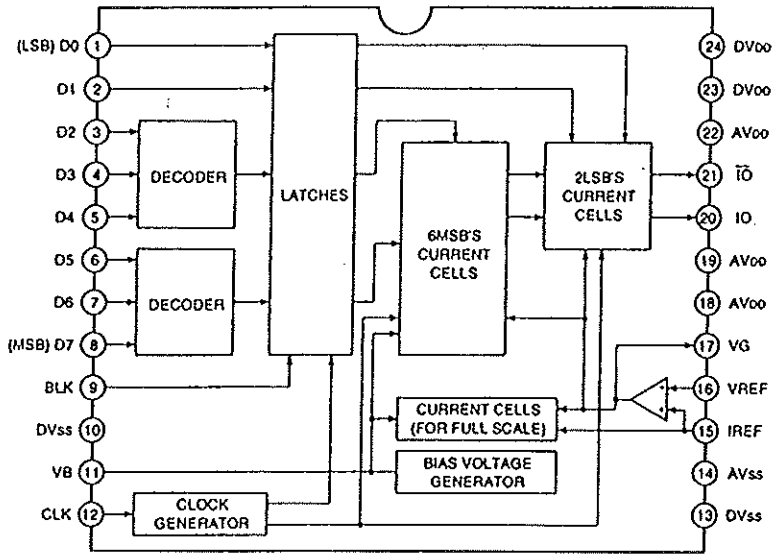 (LSB) D0 1
D1 2
D2 3
D3 4
D4 5
D5 6
D6 7
(MSB) D7 8
BLK 9
DVss 10
VB 11
CLK 12
DECODER
DECODER
LATCHES
CLOCK
GENERATOR
6MSB'S
CURRENT
CELLS
2LSB'S
CURRENT
CELLS
CURRENT CELLS
(FOR FULL SCALE)
BIAS VOLTAGE
GENERATOR
24 DVDD
23 DVDD
22 AVDD
21 IO
20 IO
19 AVDD
18 AVDD
17 VG
16 VREF
15 IREF
14 AVss
13 DVss